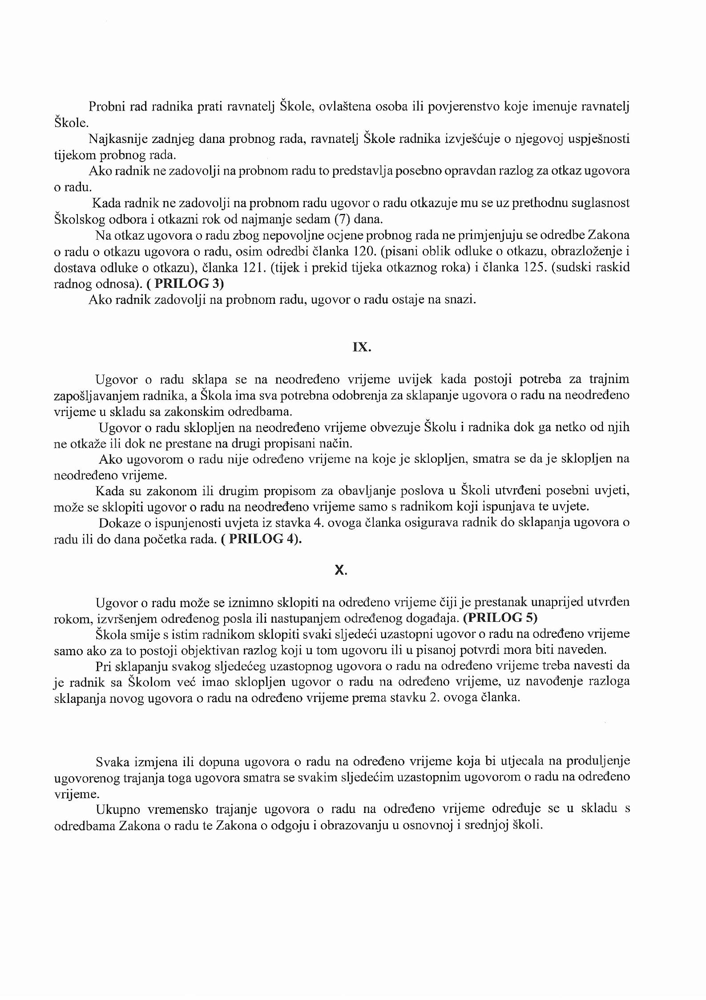 Probni rad radnika prati ravnatelj Škole, ovlaštena osoba ili povjerenstvo koje imenuje ravnatelj
Škole.
Najkasnije zadnjeg dana probnog rada, ravnatelj Škole radnika izvješćuje o njegovoj uspješnosti
tijekom probnog rada.
Ako radnik ne zadovolji na probnom radu to predstavlja posebno opravdan razlog za otkaz ugovora
o radu.
Kada radnik ne zadovolji na probnom radu ugovor o radu otkazuje mu se uz prethodnu suglasnost
Školskog odbora i otkazni rok od najmanje sedam (7) dana.
Na otkaz ugovora o radu zbog nepovoljne ocjene probnog rada ne primjenjuju se odredbe Zakona
o radu o otkazu ugovora o radu, osim odredbi članka 120. (pisani oblik odluke o otkazu, obrazloženje i
dostava odluke o otkazu), članka 121. (tijek i prekid tijeka otkaznog roka) i članka 125. (sudski raskid
radnog odnosa). ( PRILOG 3)
Ako radnik zadovolji na probnom radu, ugovor o radu ostaje na snazi.
IX.
Ugovor o radu sklapa se na neodređeno vrijeme uvijek kada postoji potreba za trajnim
zapošljavanjem radnika, a Škola ima sva potrebna odobrenja za sklapanje ugovora o radu na neodređeno
vrijeme u skladu sa zakonskim odredbama.
Ugovor o radu sklopljen na neodređeno vrijeme obvezuje Školu i radnika dok ga netko od njih
ne otkaže ili dok ne prestane na drugi propisani način.
Ako ugovorom o radu nije određeno vrijeme na koje je sklopljen, smatra se da je sklopljen na
neodređeno vrijeme.
Kada su zakonom ili drugim propisom za obavljanje poslova u Školi utvrđeni posebni uvjeti,
može se sklopiti ugovor o radu na neodređeno vrijeme samo s radnikom koji ispunjava te uvjete.
Dokaze o ispunjenosti uvjeta iz stavka 4. ovoga članka osigurava radnik do sklapanja ugovora o
radu ili do dana početka rada. ( PRILOG 4).
X.
Ugovor o radu može se iznimno sklopiti na određeno vrijeme čiji je prestanak unaprijed utvrđen
rokom, izvršenjem određenog posla ili nastupanjem određenog događaja. (PRILOG 5)
Škola smije s istim radnikom sklopiti svaki sljedeći uzastopni ugovor o radu na određeno vrijeme
samo ako za to postoji objektivan razlog koji u tom ugovoru ili u pisanoj potvrdi mora biti naveden.
Pri sklapanju svakog sljedećeg uzastopnog ugovora o radu na određeno vrijeme treba navesti da
je radnik sa Školom već imao sklopljen ugovor o radu na određeno vrijeme, uz navođenje razloga
sklapanja novog ugovora o radu na određeno vrijeme prema stavku 2. ovoga članka.
Svaka izmjena ili dopuna ugovora o radu na određeno vrijeme koja bi utjecala na produljenje
ugovorenog trajanja toga ugovora smatra se svakim sljedećim uzastopnim ugovorom o radu na određeno
vrijeme.
Ukupno vremensko trajanje ugovora o radu na određeno vrijeme određuje se u skladu s
odredbama Zakona o radu te Zakona o odgoju i obrazovanju u osnovnoj i srednjoj školi.